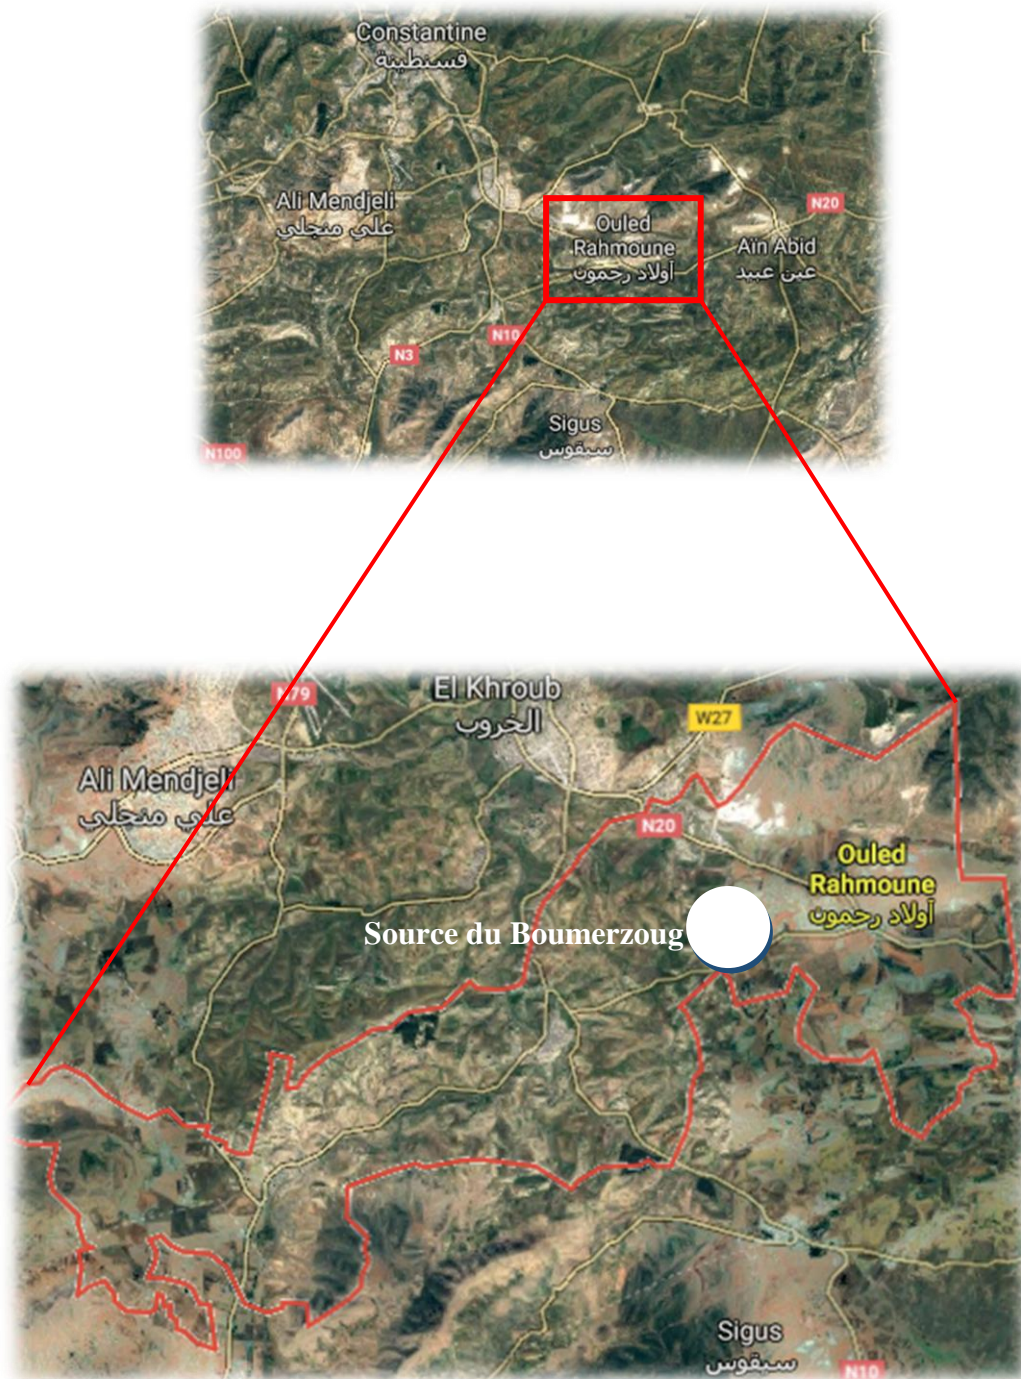 Constantine
قسنطينة
Ali Mendjeli
علي منجلي
N20
Ouled
Rahmoune
أولاد رحمون
Aïn Abid
عين عبيد
N10
N3
Sigus
سيقوس
N100
N79
El Khroub
الخروب
W27
Ali Mendjeli
علي منجلي
N20
Ouled
Rahmoune
أولاد رحمون
Source du Boumerzoug
Sigus
سيقوس
N10